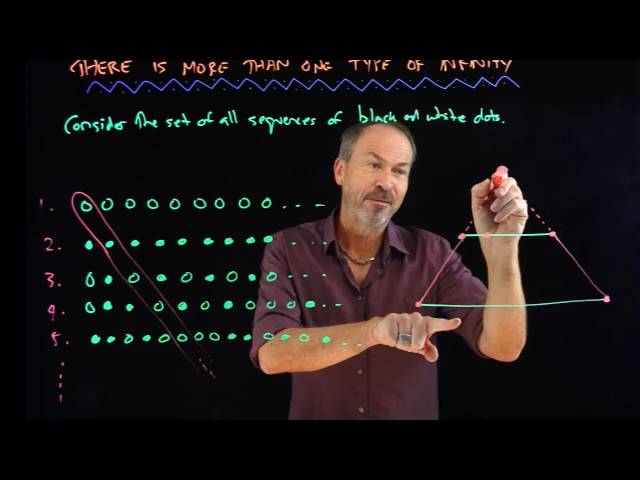 THERE IS MORE THAN ONE TYPE OF INFINITY
Consider the set of all sequences of black on white dots.
1.
2.
3.
4.
5.